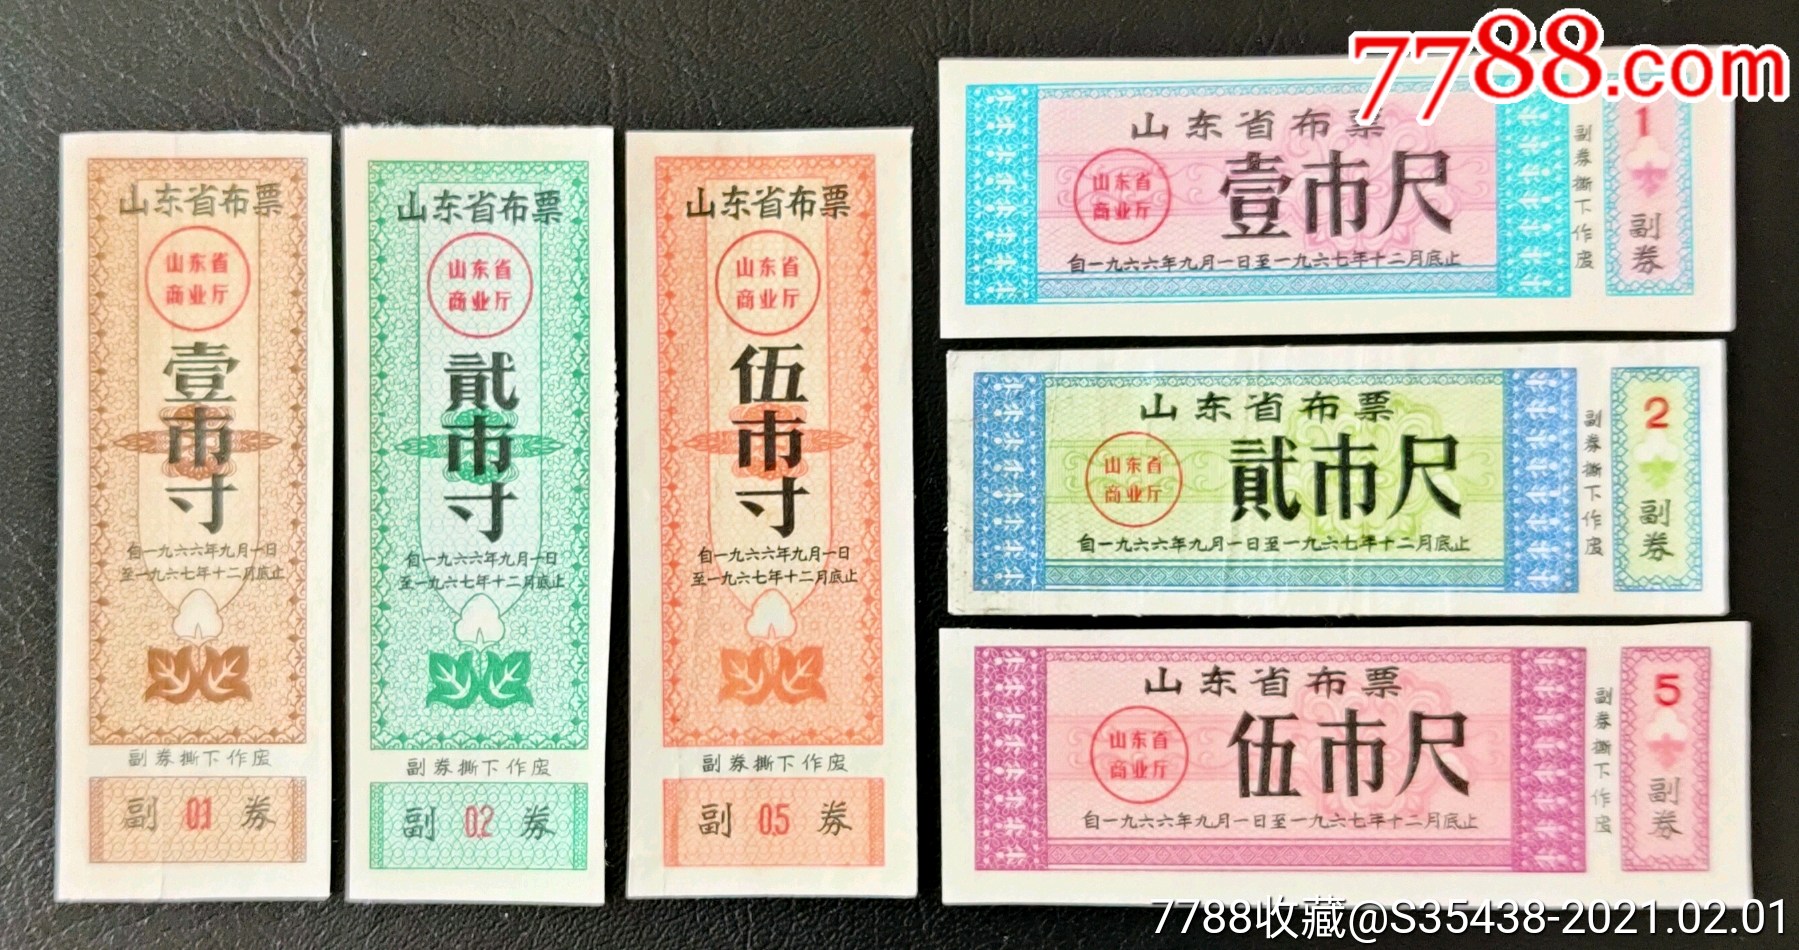 山东省布票
山东省
商业厅
壹市寸
自一九六六年九月一日
至一九六七年十二月底止
副券撕下作废
副 0.1 券
山东省布票
山东省
商业厅
贰市寸
自一九六六年九月一日
至一九六七年十二月底止
副券撕下作废
副 0.2 券
山东省布票
山东省
商业厅
伍市寸
自一九六六年九月一日
至一九六七年十二月底止
副券撕下作废
副 0.5 券
7788.com
山东省布票
山东省
商业厅
壹市尺
自一九六六年九月一日至一九六七年十二月底止
副券撕下作废
1
副券
山东省布票
山东省
商业厅
貳市尺
自一九六六年九月一日至一九六七年十二月底止
副券撕下作废
2
副券
山东省布票
山东省
商业厅
伍市尺
自一九六六年九月一日至一九六七年十二月底止
副券撕下作废
5
副券
7788收藏@S35438-2021.02.01